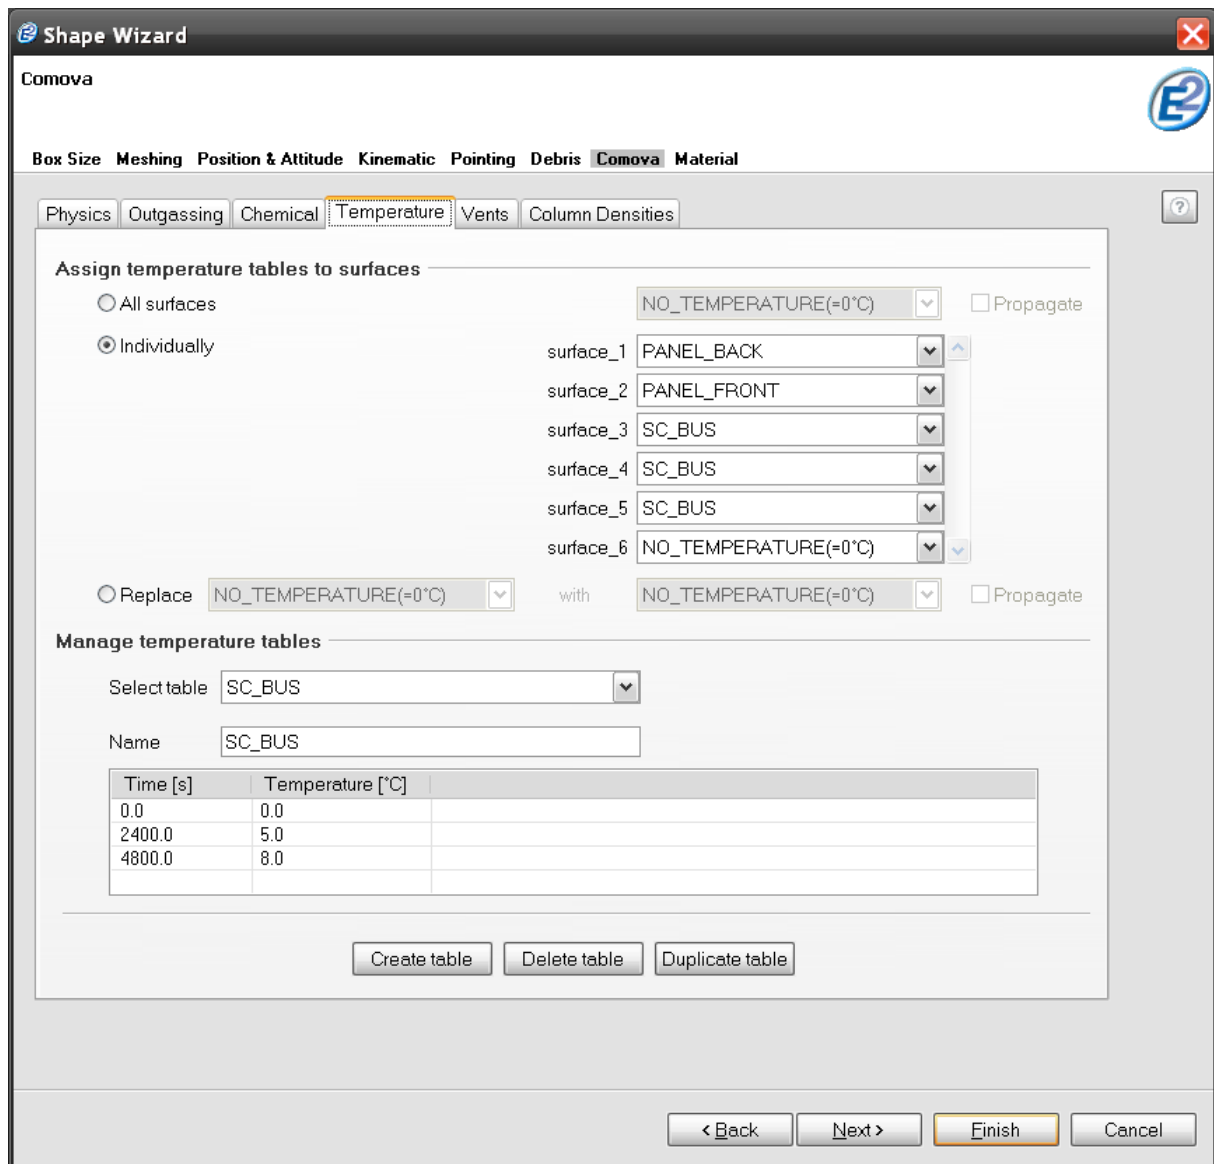 Shape Wizard
Comova
E2
Box Size Meshing Position & Attitude Kinematic Pointing Debris Comova Material
Physics Outgassing Chemical Temperature Vents Column Densities ?
Assign temperature tables to surfaces
All surfaces NO_TEMPERATURE(=0°C) Propagate
Individually surface_1 PANEL_BACK
surface_2 PANEL_FRONT
surface_3 SC_BUS
surface_4 SC_BUS
surface_5 SC_BUS
surface_6 NO_TEMPERATURE(=0°C)
Replace NO_TEMPERATURE(=0°C) with NO_TEMPERATURE(=0°C) Propagate
Manage temperature tables
Select table SC_BUS
Name SC_BUS
Time [s] Temperature [°C]
0.0 0.0
2400.0 5.0
4800.0 8.0
Create table Delete table Duplicate table
< Back Next > Finish Cancel